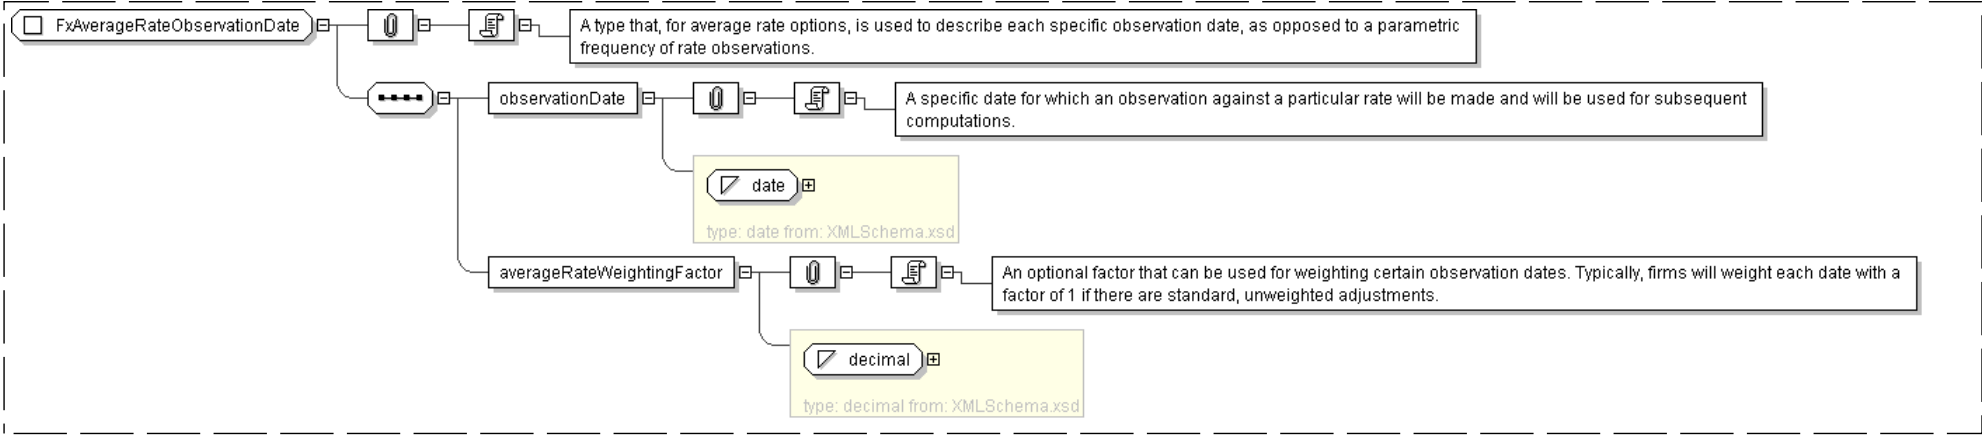 FxAverageRateObservationDate
A type that, for average rate options, is used to describe each specific observation date, as opposed to a parametric
frequency of rate observations.
observationDate
A specific date for which an observation against a particular rate will be made and will be used for subsequent
computations.
date
type: date from: XMLSchema.xsd
averageRateWeightingFactor
An optional factor that can be used for weighting certain observation dates. Typically, firms will weight each date with a
factor of 1 if there are standard, unweighted adjustments.
decimal
type: decimal from: XMLSchema.xsd